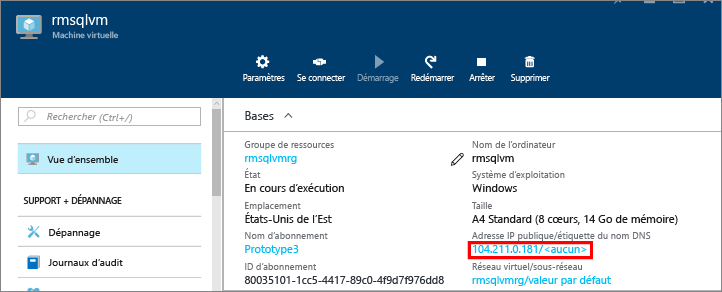 rmsqlvm
Machine virtuelle
Paramètres Se connecter Démarrage Redémarrer Arrêter Supprimer
Rechercher (Ctrl+/)
Vue d'ensemble
SUPPORT + DÉPANNAGE
Dépannage
Journaux d'audit
Bases
Groupe de ressources
rmsqlvmrg
État
En cours d'exécution
Emplacement
États-Unis de l'Est
Nom d'abonnement
Prototype3
ID d'abonnement
80035101-1cc5-4417-89c0-4f9d7f976dd8
Nom de l'ordinateur
rmsqlvm
Système d'exploitation
Windows
Taille
A4 Standard (8 cœurs, 14 Go de mémoire)
Adresse IP publique/étiquette du nom DNS
104.211.0.181/<aucun>
Réseau virtuel/sous-réseau
rmsqlvmrg/valeur par défaut